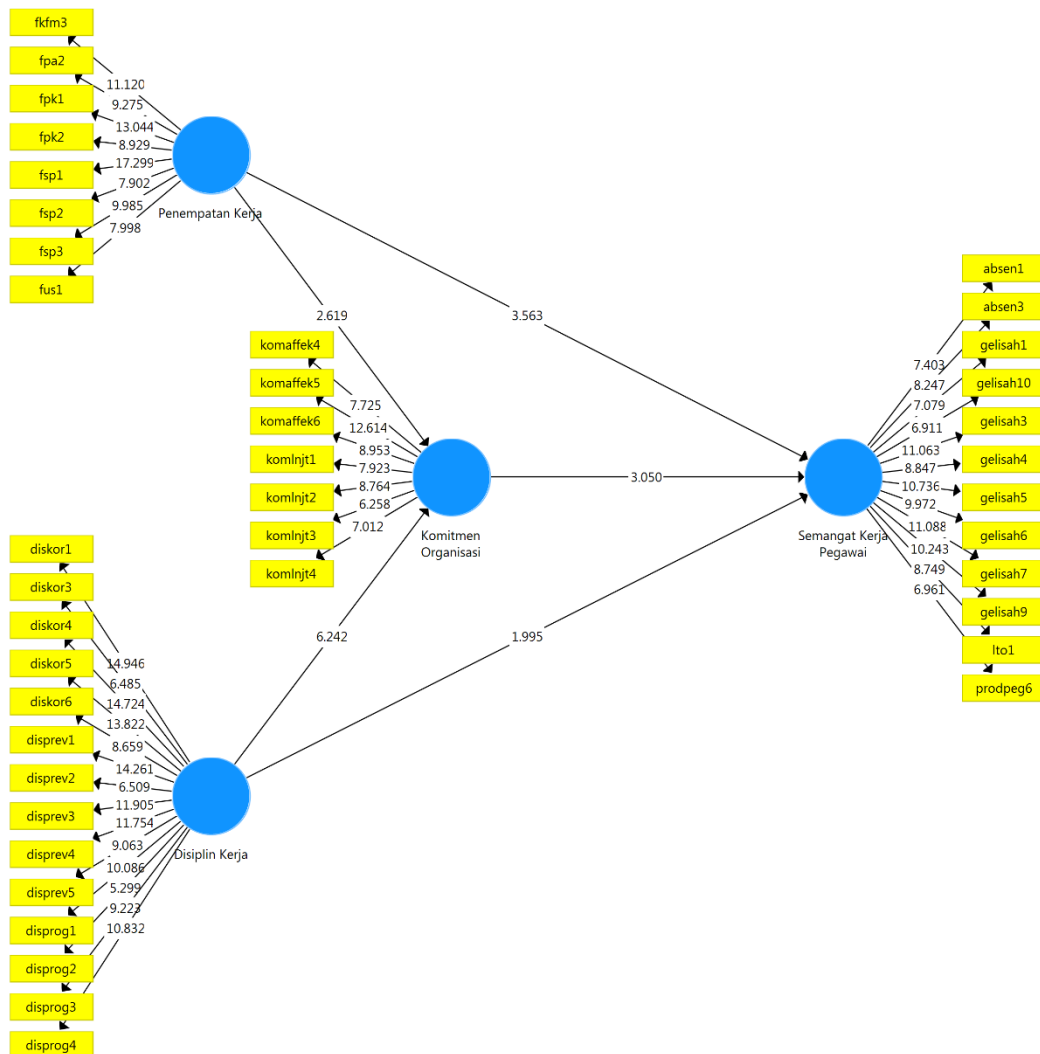 fkfm3
fpa2
fpk1
fpk2
fsp1
fsp2
fsp3
fus1
11.120
9.275
13.044
8.929
17.299
7.902
9.985
7.998
Penempatan Kerja
2.619
3.563
komaffek4
komaffek5
komaffek6
komlnjt1
komlnjt2
komlnjt3
komlnjt4
7.725
12.614
8.953
7.923
8.764
6.258
7.012
Komitmen
Organisasi
3.050
absen1
absen3
gelisah1
gelisah10
gelisah3
gelisah4
gelisah5
gelisah6
gelisah7
gelisah9
lto1
prodpeg6
7.403
8.247
7.079
6.911
11.063
8.847
10.736
9.972
11.088
10.243
8.749
6.961
Semangat Kerja
Pegawai
6.242
1.995
diskor1
diskor3
diskor4
diskor5
diskor6
disprev1
disprev2
disprev3
disprev4
disprev5
disprog1
disprog2
disprog3
disprog4
14.946
6.485
14.724
13.822
8.659
14.261
6.509
11.905
11.754
9.063
10.086
5.299
9.223
10.832
Disiplin Kerja